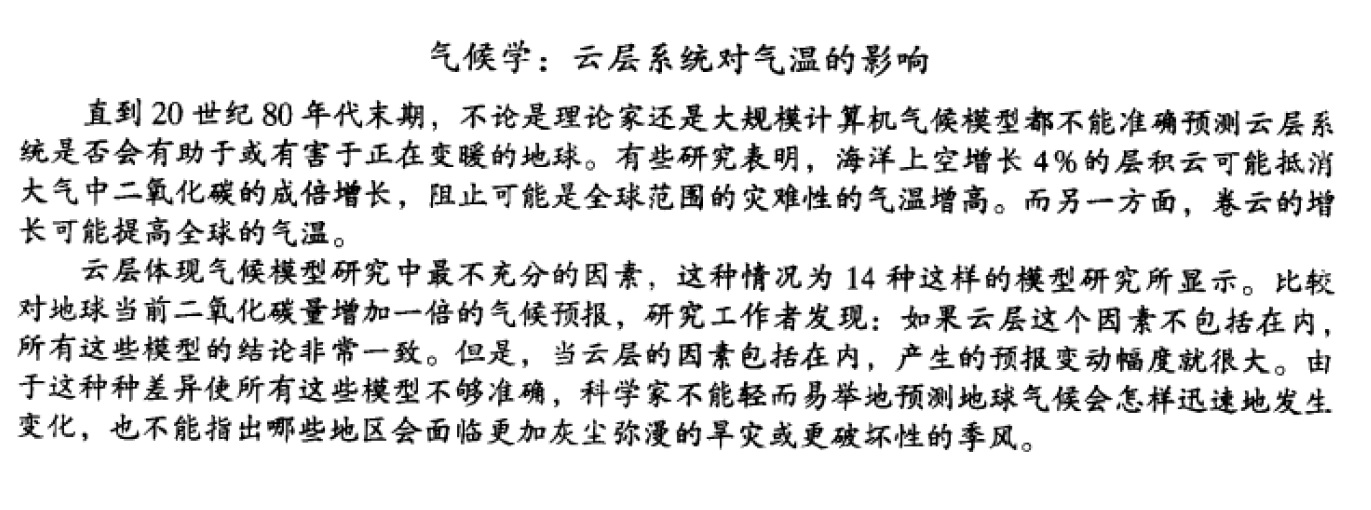 气候学：云层系统对气温的影响
直到 20 世纪 80 年代末期，不论是理论家还是大规模计算机气候模型都不能准确预测云层系
统是否会有助于或有害于正在变暖的地球。有些研究表明，海洋上空增长 4%的层积云可能抵消
大气中二氧化碳的成倍增长，阻止可能是全球范围的灾难性的气温增高。而另一方面，卷云的增
长可能提高全球的气温。
云层体现气候模型研究中最不充分的因素，这种情况为 14 种这样的模型研究所显示。比较
对地球当前二氧化碳量增加一倍的气候预报，研究工作者发现：如果云层这个因素不包括在内，
所有这些模型的结论非常一致。但是，当云层的因素包括在内，产生的预报变动幅度就很大。由
于这种种差异使所有这些模型不够准确，科学家不能轻而易举地预测地球气候会怎样迅速地发生
变化，也不能指出哪些地区会面临更加灰尘弥漫的旱灾或更破坏性的季风。